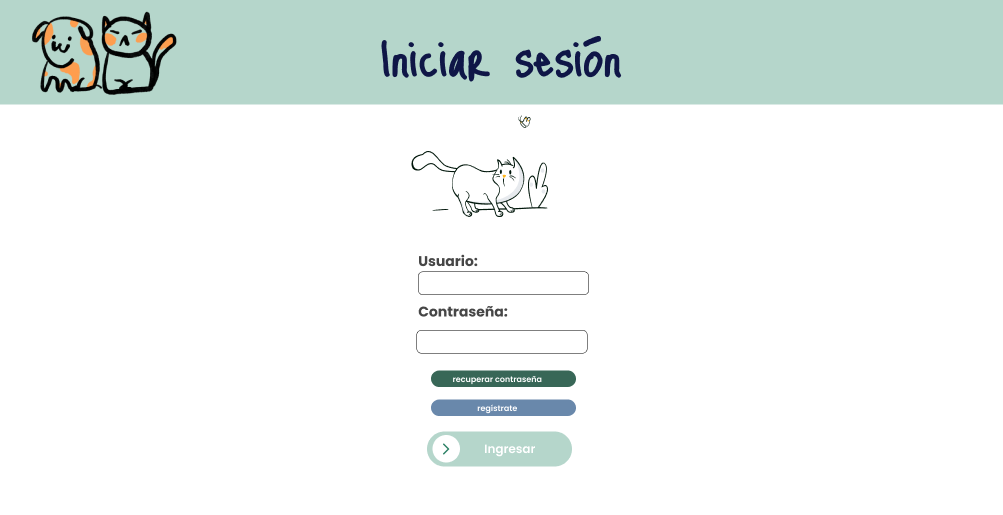 Iniciar sesión
Usuario:
Contraseña:
recuperar contraseña
registrate
Ingresar